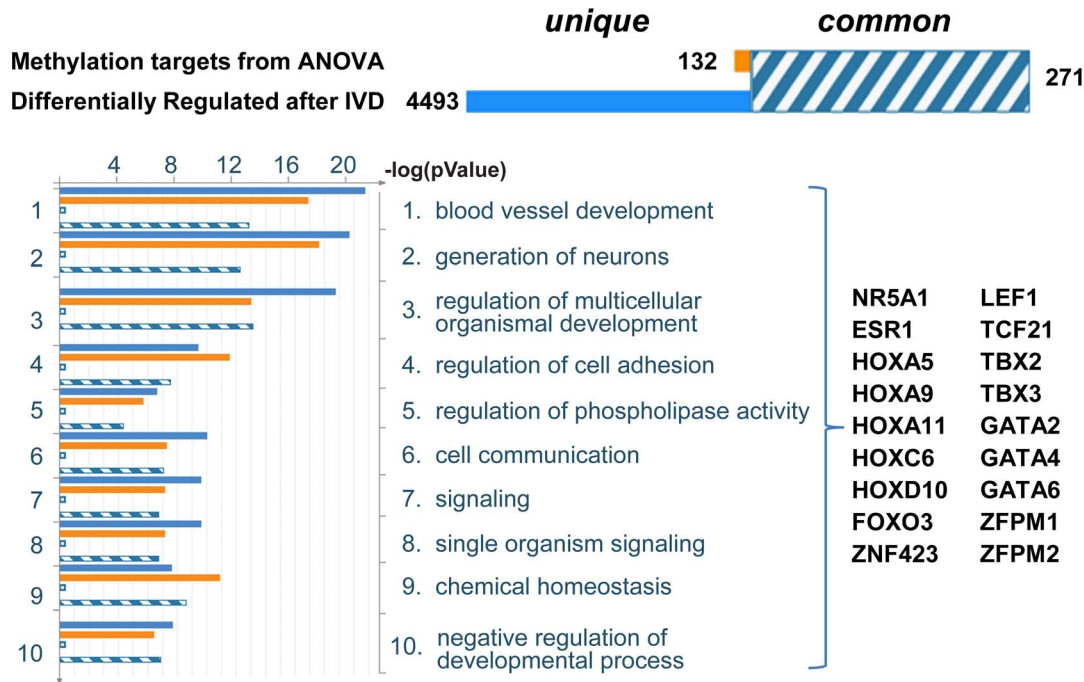 unique common
Methylation targets from ANOVA 132
271
Differentially Regulated after IVD 4493
4 8 12 16 20 -log(pValue)
1 1. blood vessel development
2 2. generation of neurons
3 3. regulation of multicellular
organismal development
4 4. regulation of cell adhesion
5 5. regulation of phospholipase activity
6 6. cell communication
7 7. signaling
8 8. single organism signaling
9 9. chemical homeostasis
10 10. negative regulation of
developmental process
NR5A1 LEF1
ESR1 TCF21
HOXA5 TBX2
HOXA9 TBX3
HOXA11 GATA2
HOXC6 GATA4
HOXD10 GATA6
FOXO3 ZFPM1
ZNF423 ZFPM2